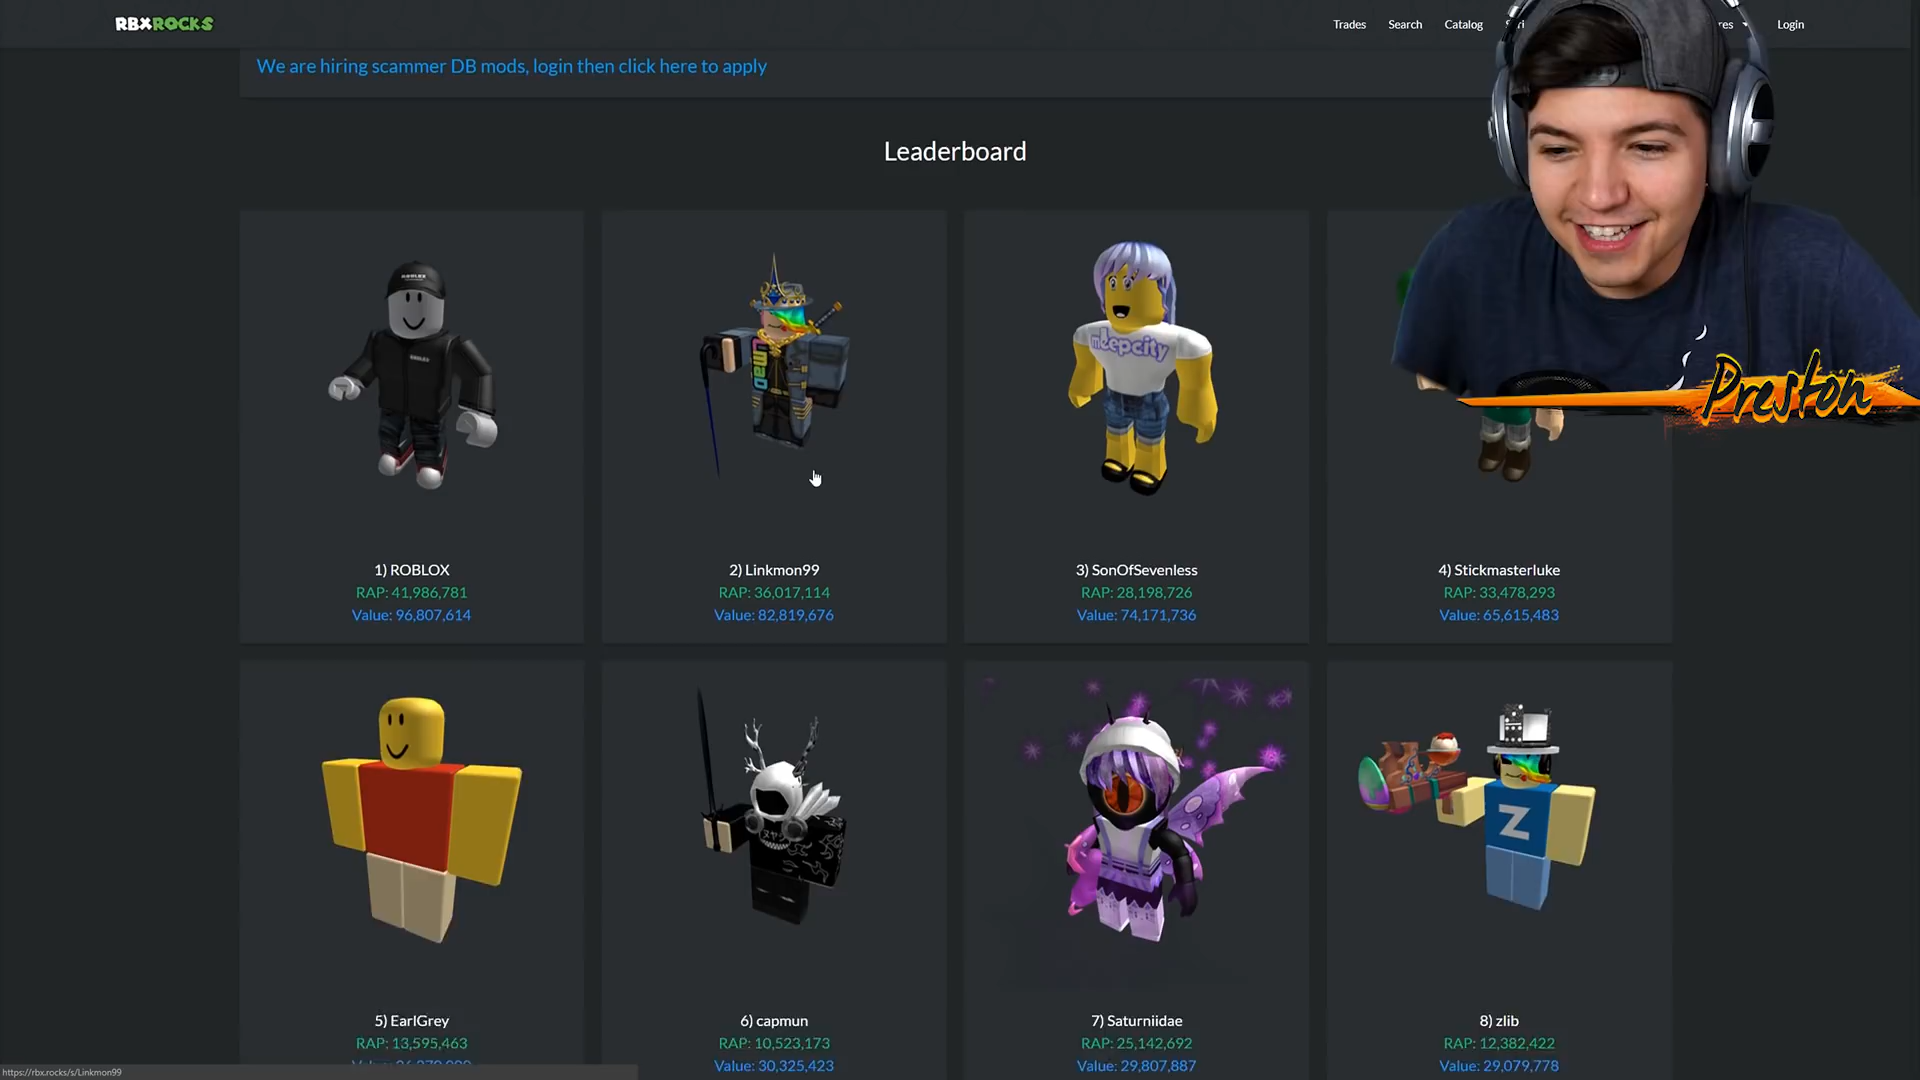 RBXROCKS
Trades
Search
Catalog
Login
We are hiring scammer DB mods, login then click here to apply
Leaderboard
Preston
ROBLOX
ROBLOX
LMAD
meepcity
1) ROBLOX
RAP: 41,986,781
Value: 96,807,614
2) Linkmon99
RAP: 36,017,114
Value: 82,819,676
3) SonOfSevenless
RAP: 28,198,726
Value: 74,171,736
4) Stickmasterluke
RAP: 33,478,293
Value: 65,615,483
Z
5) EarlGrey
RAP: 13,595,463
6) capmun
RAP: 10,523,173
Value: 30,325,423
7) Saturniidae
RAP: 25,142,692
Value: 29,807,887
8) zlib
RAP: 12,382,422
Value: 29,079,778
https://rbx.rocks/s/Linkmon99